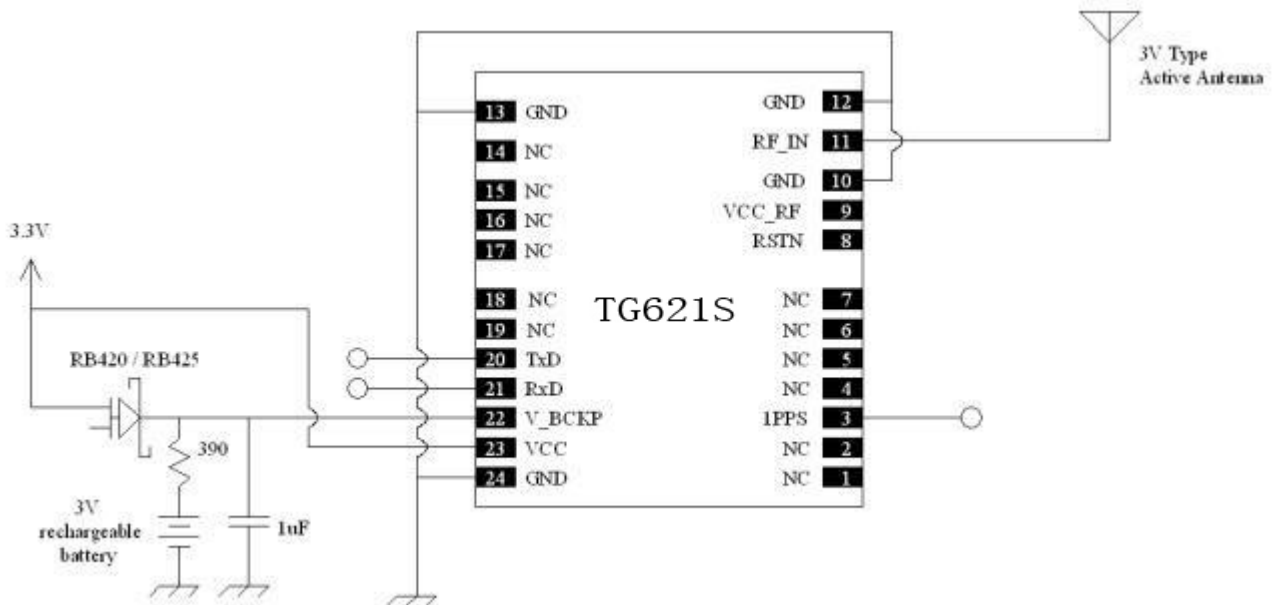 3V Type
Active Antenna
13 GND
14 NC
15 NC
16 NC
17 NC
18 NC
19 NC
20 TxD
21 RxD
22 V_BCKP
23 VCC
24 GND
TG621S
GND 12
RF_IN 11
GND 10
VCC_RF 9
RSTN 8
NC 7
NC 6
NC 5
NC 4
1PPS 3
NC 2
NC 1
3.3V
RB420 / RB425
390
3V
rechargeable
battery
1uF